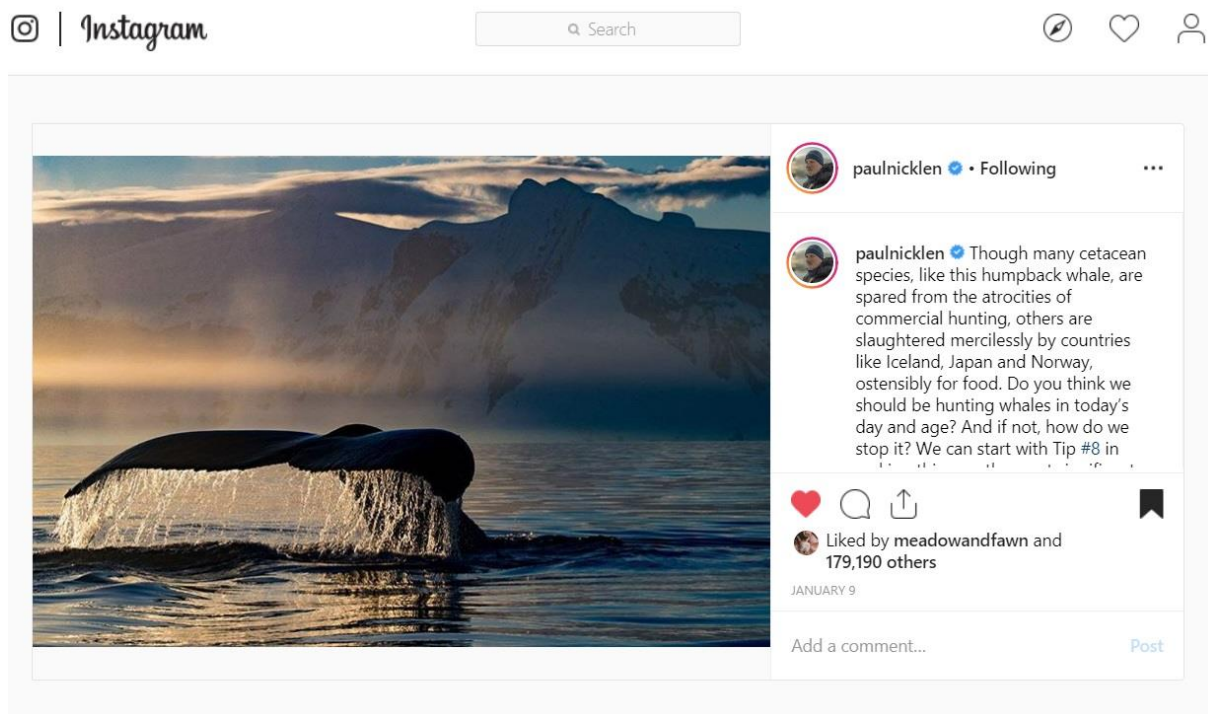 Instagram
Search
paulnicklen • Following
paulnicklen Though many cetacean
species, like this humpback whale, are
spared from the atrocities of
commercial hunting, others are
slaughtered mercilessly by countries
like Iceland, Japan and Norway,
ostensibly for food. Do you think we
should be hunting whales in today's
day and age? And if not, how do we
stop it? We can start with Tip #8 in
Liked by meadowandfawn and
179,190 others
JANUARY 9
Add a comment...
Post